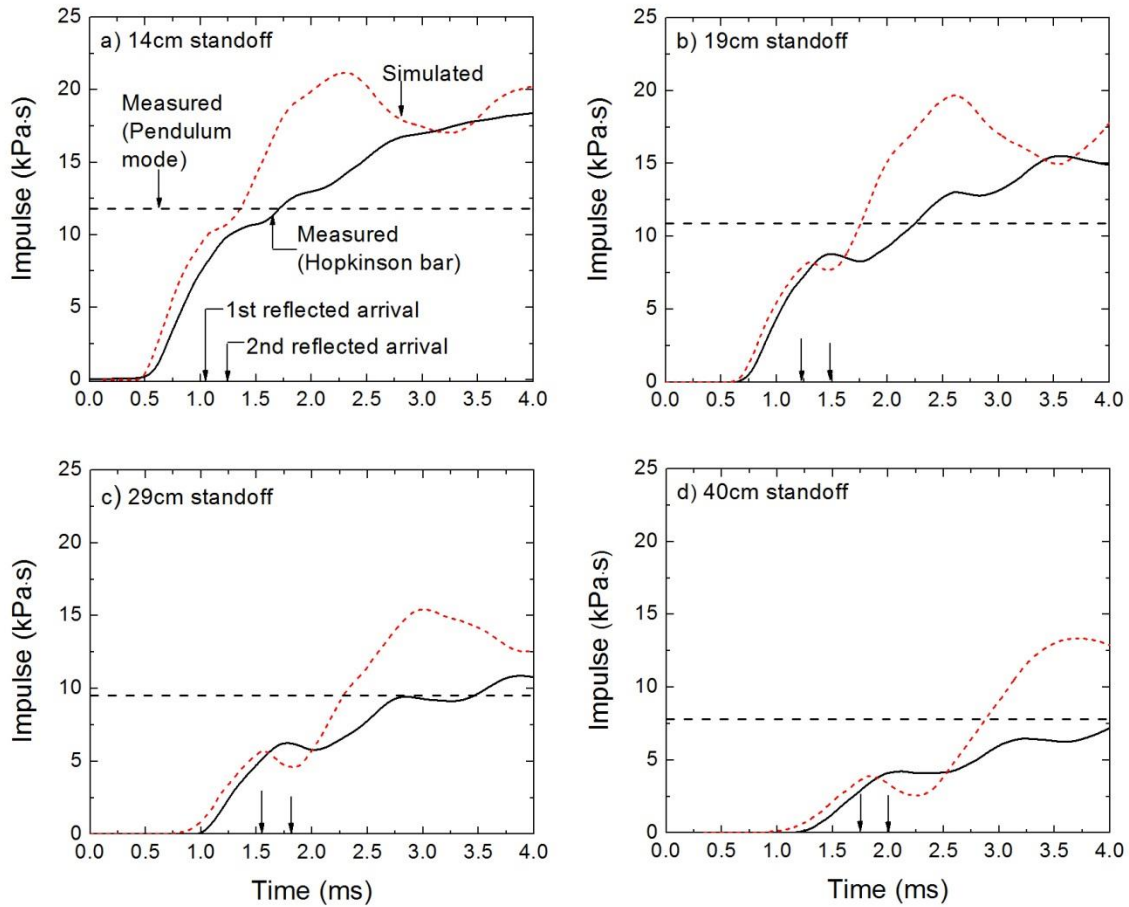 a) 14cm standoff
Simulated
Measured
(Pendulum
mode)
Measured
(Hopkinson bar)
1st reflected arrival
2nd reflected arrival
Impulse (kPa·s)
25
20
15
10
5
0
0.0 0.5 1.0 1.5 2.0 2.5 3.0 3.5 4.0
b) 19cm standoff
Impulse (kPa·s)
25
20
15
10
5
0
0.0 0.5 1.0 1.5 2.0 2.5 3.0 3.5 4.0
c) 29cm standoff
Impulse (kPa·s)
25
20
15
10
5
0
0.0 0.5 1.0 1.5 2.0 2.5 3.0 3.5 4.0
Time (ms)
d) 40cm standoff
Impulse (kPa·s)
25
20
15
10
5
0
0.0 0.5 1.0 1.5 2.0 2.5 3.0 3.5 4.0
Time (ms)